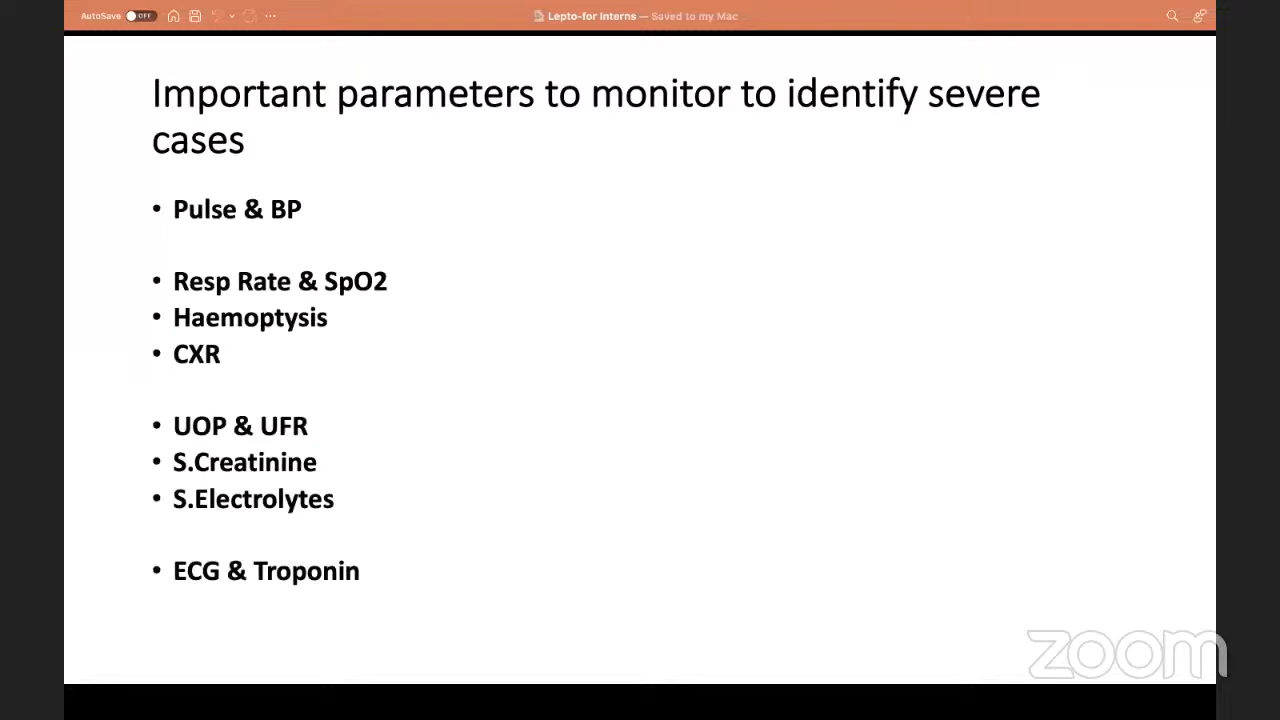 AutoSave OFF
Lepto-for Interns — Saved to my Mac
Important parameters to monitor to identify severe
cases
• Pulse & BP
• Resp Rate & SpO2
• Haemoptysis
• CXR
• UOP & UFR
• S.Creatinine
• S.Electrolytes
• ECG & Troponin
zoom